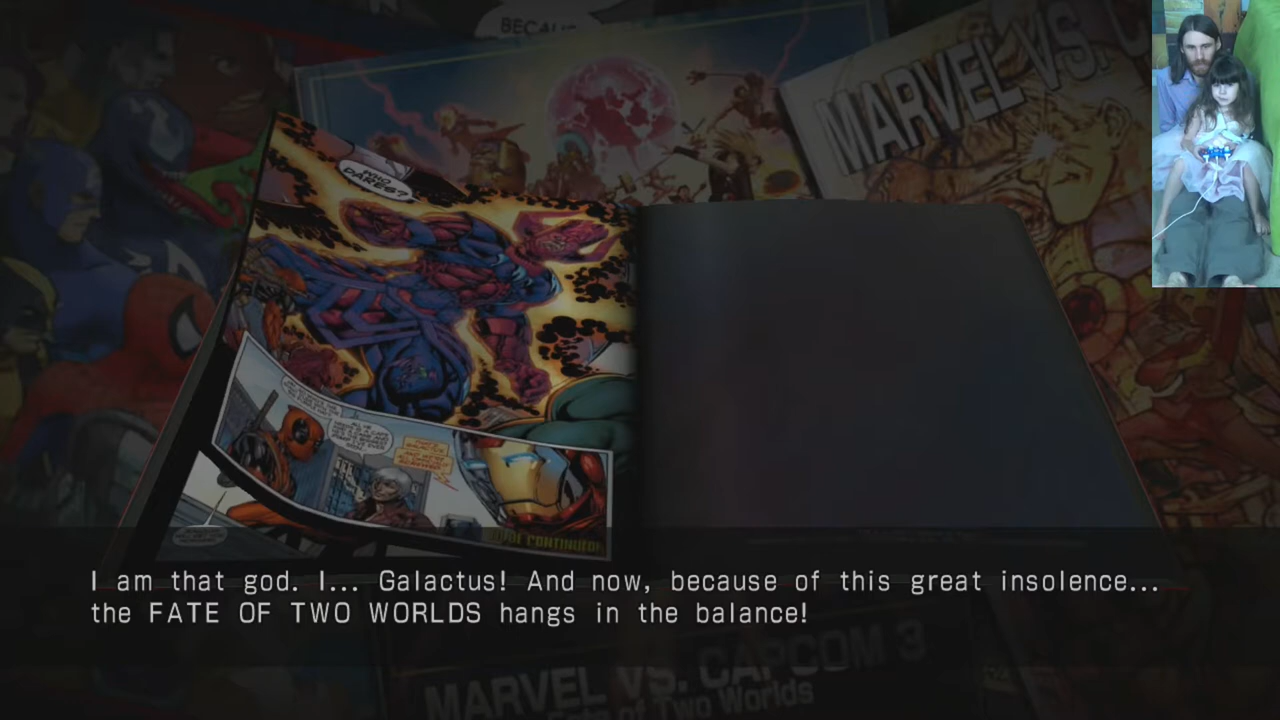 BECAUS
MARVEL VS. C
WHO
DARES?
TO BE CONTINUED!
I am that god. I... Galactus! And now, because of this great insolence...
the FATE OF TWO WORLDS hangs in the balance!
MARVEL VS. CAPCOM 3
Fate of Two Worlds